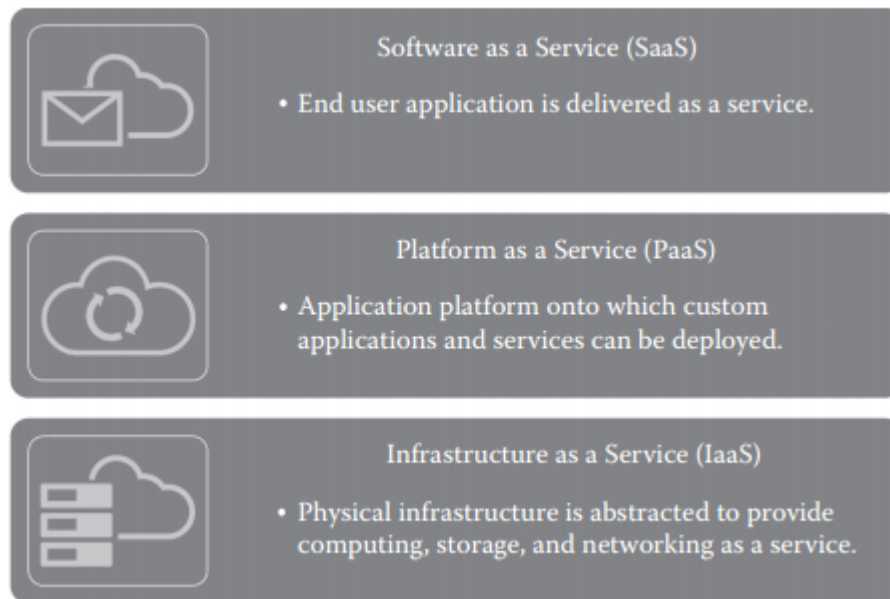 Software as a Service (SaaS)
• End user application is delivered as a service.
Platform as a Service (PaaS)
• Application platform onto which custom
applications and services can be deployed.
Infrastructure as a Service (IaaS)
• Physical infrastructure is abstracted to provide
computing, storage, and networking as a service.